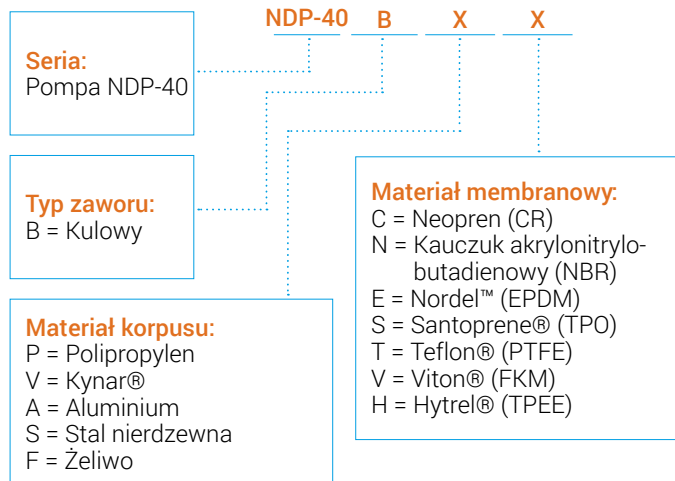 NDP-40 B X X
Seria:
Pompa NDP-40
Typ zaworu:
B = Kulowy
Materiał korpusu:
P = Polipropylen
V = Kynar®
A = Aluminium
S = Stal nierdzewna
F = Żeliwo
Materiał membranowy:
C = Neopren (CR)
N = Kauczuk akrylonitrylo-
butadienowy (NBR)
E = Nordel™ (EPDM)
S = Santoprene® (TPO)
T = Teflon® (PTFE)
V = Viton® (FKM)
H = Hytrel® (TPEE)